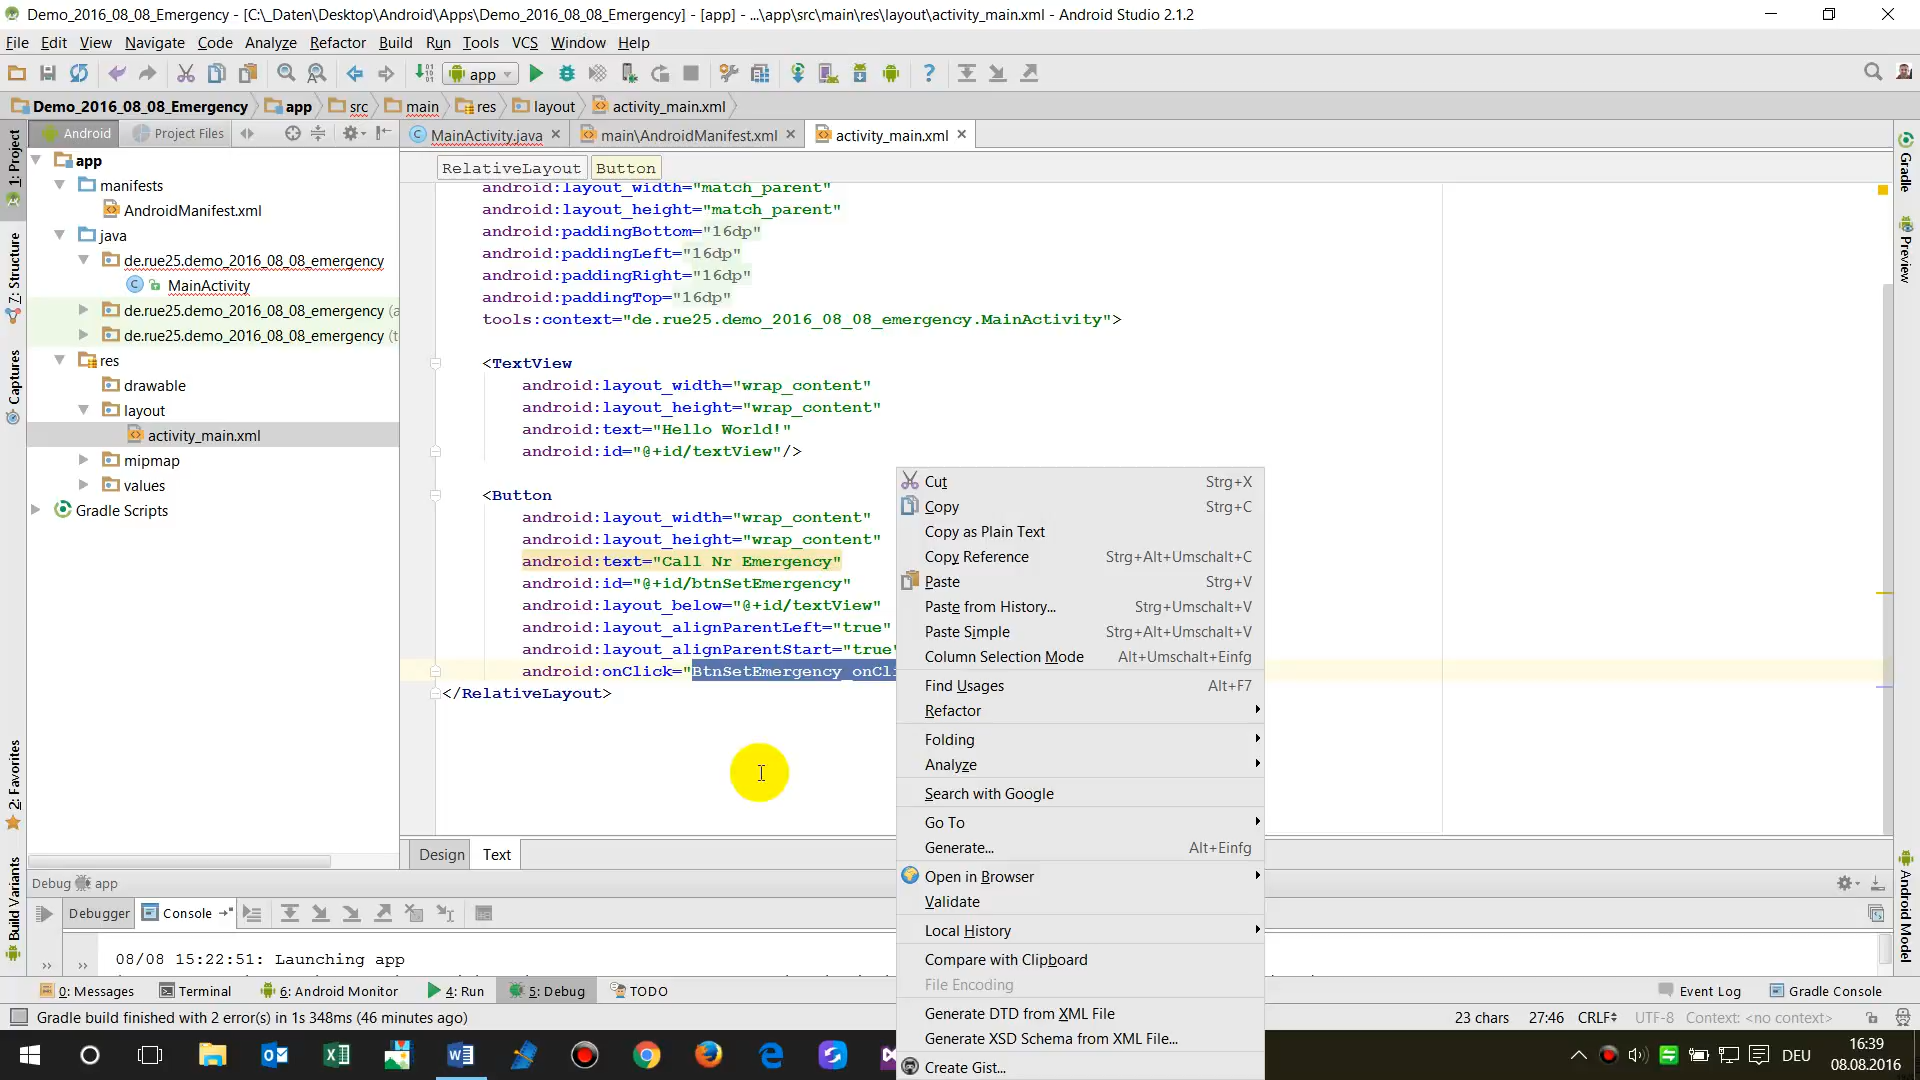 Demo_2016_08_08_Emergency - [C:\_Daten\Desktop\Android\Apps\Demo_2016_08_08_Emergency] - [app] - ...\app\src\main\res\layout\activity_main.xml - Android Studio 2.1.2
File Edit View Navigate Code Analyze Refactor Build Run Tools VCS Window Help
app
Demo_2016_08_08_Emergency app src main res layout activity_main.xml
Android Project Files
MainActivity.java main\AndroidManifest.xml activity_main.xml
RelativeLayout Button
app
manifests
AndroidManifest.xml
java
de.rue25.demo_2016_08_08_emergency
MainActivity
de.rue25.demo_2016_08_08_emergency (a
de.rue25.demo_2016_08_08_emergency (t
res
drawable
layout
activity_main.xml
mipmap
values
Gradle Scripts
1: Project
7: Structure
Captures
2: Favorites
Build Variants
android:layout_width="match_parent"
android:layout_height="match_parent"
android:paddingBottom="16dp"
android:paddingLeft="16dp"
android:paddingRight="16dp"
android:paddingTop="16dp"
tools:context="de.rue25.demo_2016_08_08_emergency.MainActivity">
<TextView
android:layout_width="wrap_content"
android:layout_height="wrap_content"
android:text="Hello World!"
android:id="@+id/textView"/>
<Button
android:layout_width="wrap_content"
android:layout_height="wrap_content"
android:text="Call Nr Emergency"
android:id="@+id/btnSetEmergency"
android:layout_below="@+id/textView"
android:layout_alignParentLeft="true"
android:layout_alignParentStart="true"
android:onClick="BtnSetEmergency_onCli
</RelativeLayout>
Cut Strg+X
Copy Strg+C
Copy as Plain Text
Copy Reference Strg+Alt+Umschalt+C
Paste Strg+V
Paste from History... Strg+Umschalt+V
Paste Simple Strg+Alt+Umschalt+V
Column Selection Mode Alt+Umschalt+Einfg
Find Usages Alt+F7
Refactor
Folding
Analyze
Search with Google
Go To
Generate... Alt+Einfg
Open in Browser
Validate
Local History
Compare with Clipboard
File Encoding
Generate DTD from XML File
Generate XSD Schema from XML File...
Create Gist...
Gradle
Preview
Android Model
Design Text
Debug app
Debugger Console
08/08 15:22:51: Launching app
0: Messages Terminal 6: Android Monitor 4: Run 5: Debug TODO Event Log Gradle Console
Gradle build finished with 2 error(s) in 1s 348ms (46 minutes ago) 23 chars 27:46 CRLF UTF-8 Context: <no context>
DEU
16:39
08.08.2016